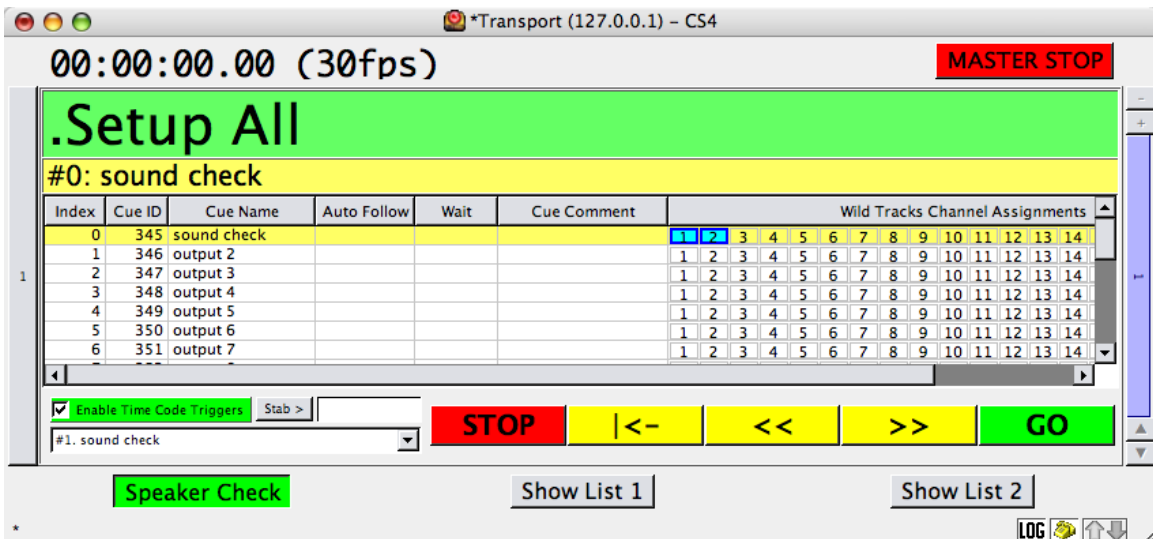 *Transport (127.0.0.1) – CS4
00:00:00.00 (30fps)
MASTER STOP
.Setup All
#0: sound check
Index Cue ID Cue Name Auto Follow Wait Cue Comment Wild Tracks Channel Assignments
0 345 sound check 1 2 3 4 5 6 7 8 9 10 11 12 13 14
1 346 output 2 1 2 3 4 5 6 7 8 9 10 11 12 13 14
2 347 output 3 1 2 3 4 5 6 7 8 9 10 11 12 13 14
3 348 output 4 1 2 3 4 5 6 7 8 9 10 11 12 13 14
4 349 output 5 1 2 3 4 5 6 7 8 9 10 11 12 13 14
5 350 output 6 1 2 3 4 5 6 7 8 9 10 11 12 13 14
6 351 output 7 1 2 3 4 5 6 7 8 9 10 11 12 13 14
1
1
- 
+
Enable Time Code Triggers Stab >
#1. sound check
STOP |<- << >> GO
Speaker Check Show List 1 Show List 2
* LOG